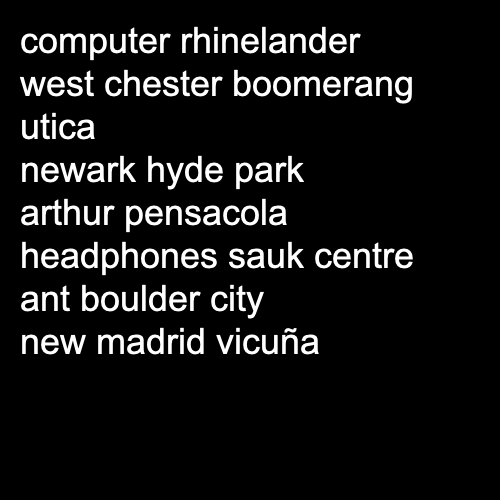 computer rhinelander
west chester boomerang
utica
newark hyde park
arthur pensacola
headphones sauk centre
ant boulder city
new madrid vicuña